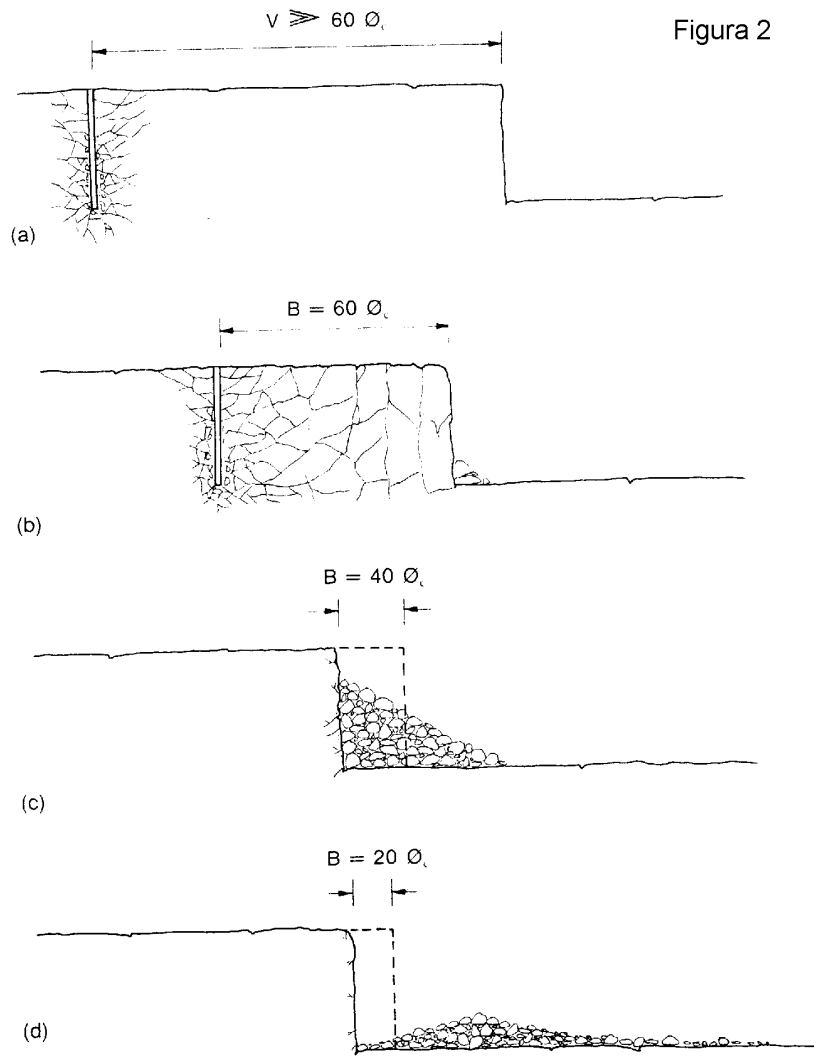 V ⋙ 60 Ø꜀
Figura 2
(a)
B = 60 Ø꜀
(b)
B = 40 Ø꜀
(c)
B = 20 Ø꜀
(d)